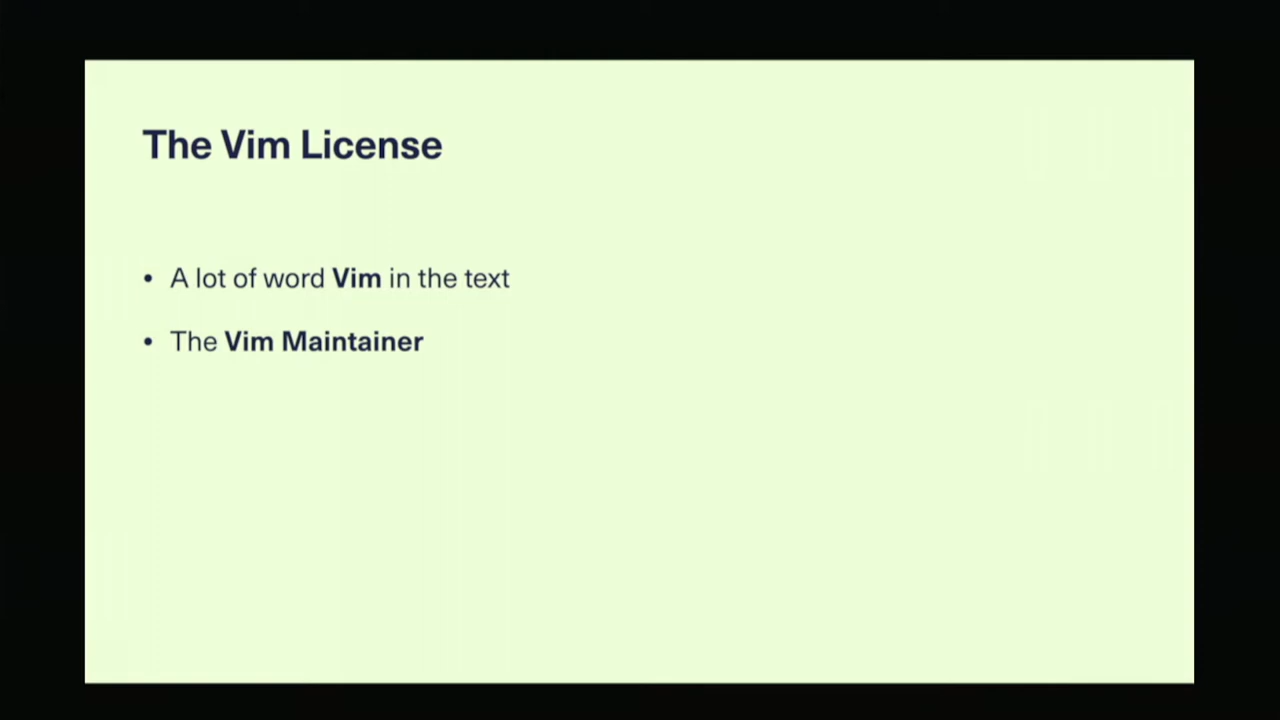 The Vim License
• A lot of word Vim in the text
• The Vim Maintainer